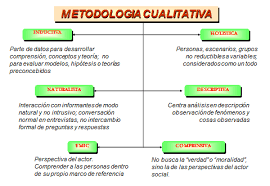 METODOLOGIA CUALITATIVA
INDUCTIVA
HOLISTICA
Parte de datos para desarrollar
comprensión, conceptos y teoría; no
para evaluar modelos, hipótesis o teorías
preconcebidos
Personas, escenarios, grupos
no reducibles a variables,
considerados como un todo
NATURALISTA
DESCRIPTIVA
Interacción con informantes de modo
natural y no intrusivo; conversación
normal en entrevistas, no intercambio
formal de preguntas y respuestas
Centra análisis en descripción
observación de fenómenos y
cosas observadas
EMIC
COMPRENSIVA
Perspectiva del actor.
Comprender a las personas dentro
de su propio marco de referencia
No busca la "verdad" o "moralidad",
sino la de las perspectivas del actor
social.